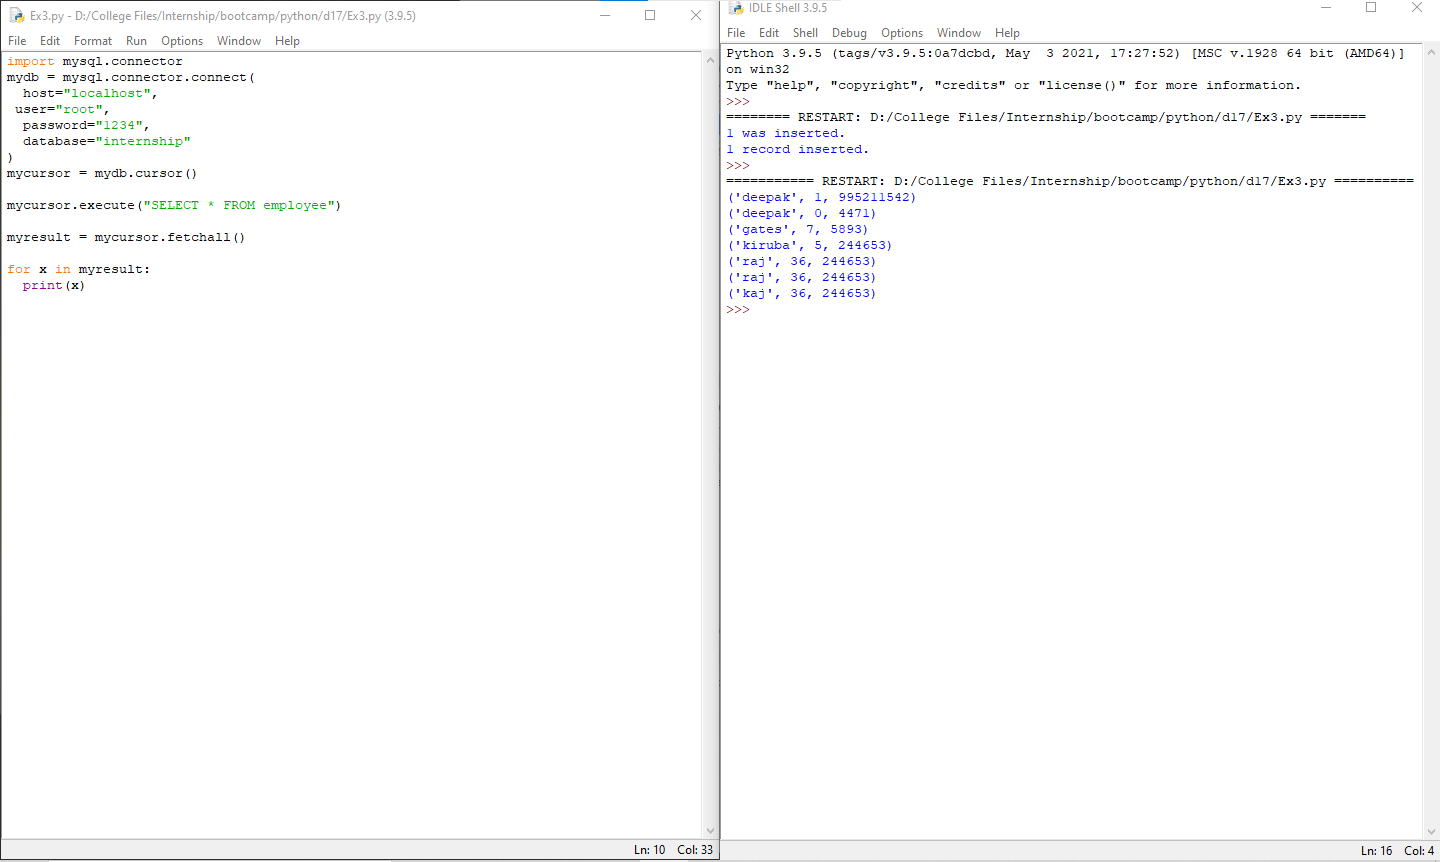 Ex3.py - D:/College Files/Internship/bootcamp/python/d17/Ex3.py (3.9.5)
File Edit Format Run Options Window Help
import mysql.connector
mydb = mysql.connector.connect(
  host="localhost",
 user="root",
  password="1234",
  database="internship"
)
mycursor = mydb.cursor()
mycursor.execute("SELECT * FROM employee")
myresult = mycursor.fetchall()
for x in myresult:
  print(x)
Ln: 10 Col: 33
IDLE Shell 3.9.5
File Edit Shell Debug Options Window Help
Python 3.9.5 (tags/v3.9.5:0a7dcbd, May  3 2021, 17:27:52) [MSC v.1928 64 bit (AMD64)]
on win32
Type "help", "copyright", "credits" or "license()" for more information.
>>>
======== RESTART: D:/College Files/Internship/bootcamp/python/d17/Ex3.py =======
1 was inserted.
1 record inserted.
>>>
=========== RESTART: D:/College Files/Internship/bootcamp/python/d17/Ex3.py ==========
('deepak', 1, 995211542)
('deepak', 0, 4471)
('gates', 7, 5893)
('kiruba', 5, 244653)
('raj', 36, 244653)
('raj', 36, 244653)
('kaj', 36, 244653)
>>>
Ln: 16 Col: 4